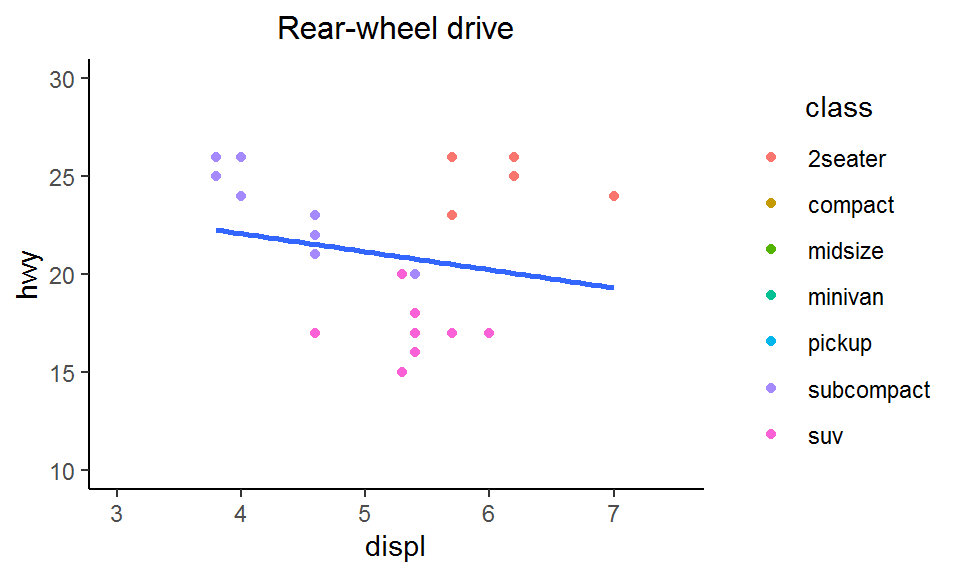 Rear-wheel drive
hwy
30
25
20
15
10
3 4 5 6 7
displ
class
2seater
compact
midsize
minivan
pickup
subcompact
suv